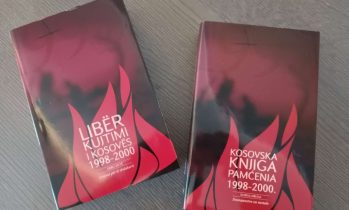 LIBËR
KUJTIMI
I KOSOVËS
1998-2000
KOSOVSKA
KNJIGA
PAMĆENJA
1998-2000.